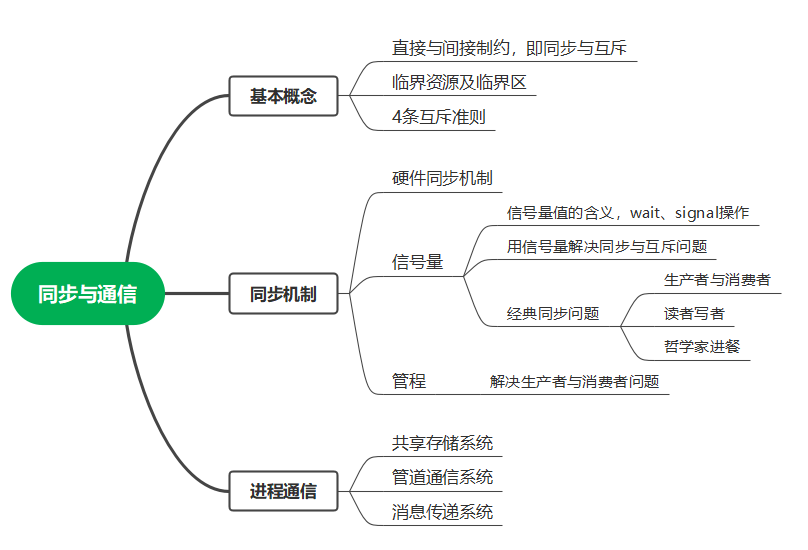 同步与通信
基本概念
直接与间接制约，即同步与互斥
临界资源及临界区
4条互斥准则
同步机制
硬件同步机制
信号量
信号量值的含义，wait、signal操作
用信号量解决同步与互斥问题
经典同步问题
生产者与消费者
读者写者
哲学家进餐
管程
解决生产者与消费者问题
进程通信
共享存储系统
管道通信系统
消息传递系统